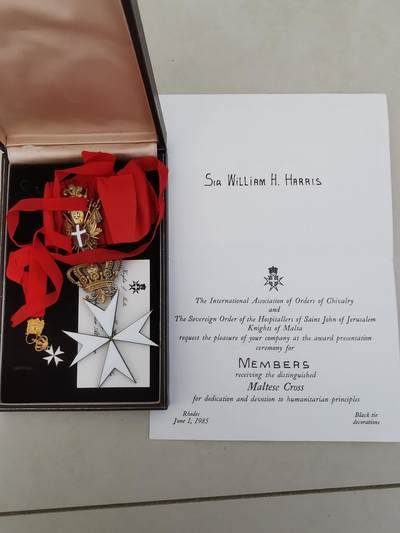 Sir William H. Harris
The International Association of Orders of Chivalry
and
The Sovereign Order of the Hospitallers of Saint John of Jerusalem
Knights of Malta
request the pleasure of your company at the award presentation
ceremony for
MEMBERS
receiving the distinguished
Maltese Cross
for dedication and devotion to humanitarian principles
Rhodes
June 1, 1985
Black tie
decorations